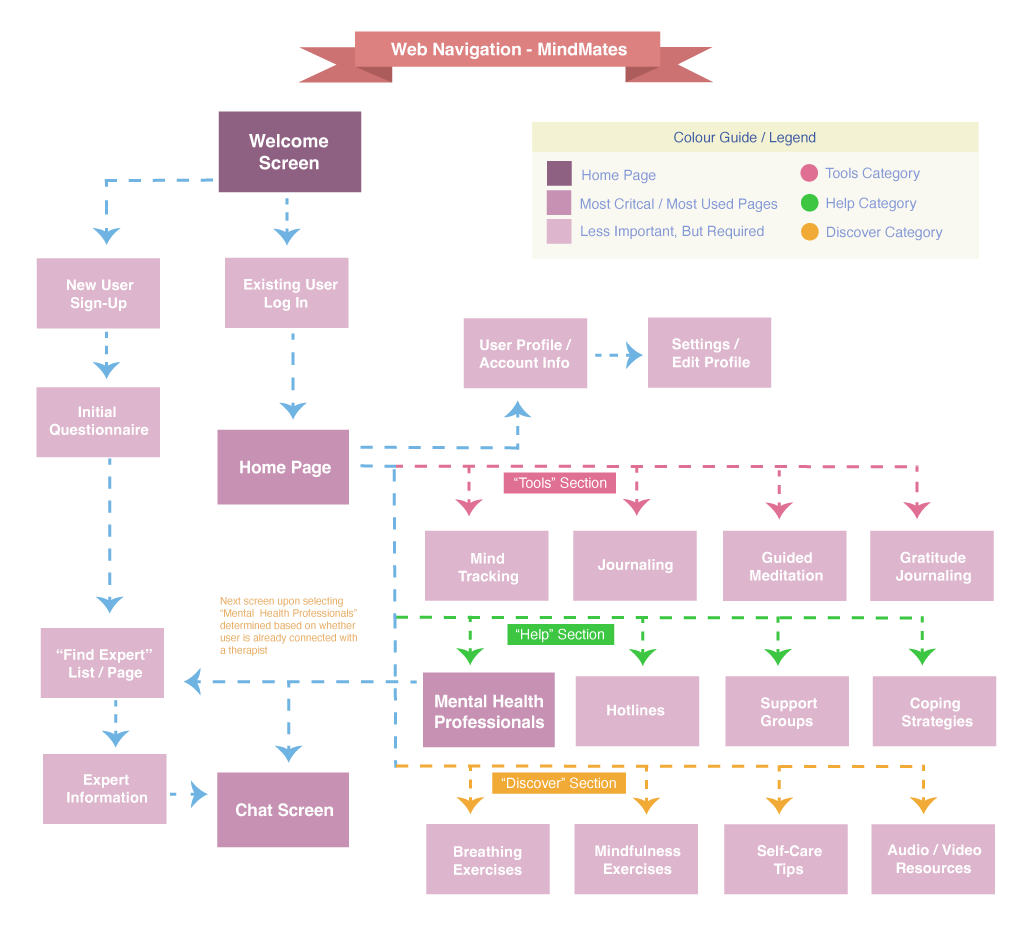 Web Navigation - MindMates
Welcome
Screen
Colour Guide / Legend
Home Page
Most Critcal / Most Used Pages
Less Important, But Required
Tools Category
Help Category
Discover Category
New User
Sign-Up
Existing User
Log In
User Profile /
Account Info
Settings /
Edit Profile
Initial
Questionnaire
Home Page
“Tools” Section
Mind
Tracking
Journaling
Guided
Meditation
Gratitude
Journaling
Next screen upon selecting
“Mental Health Professionals”
determined based on whether
user is already connected with
a therapist
“Help” Section
“Find Expert”
List / Page
Mental Health
Professionals
Hotlines
Support
Groups
Coping
Strategies
Expert
Information
Chat Screen
“Discover” Section
Breathing
Exercises
Mindfulness
Exercises
Self-Care
Tips
Audio / Video
Resources